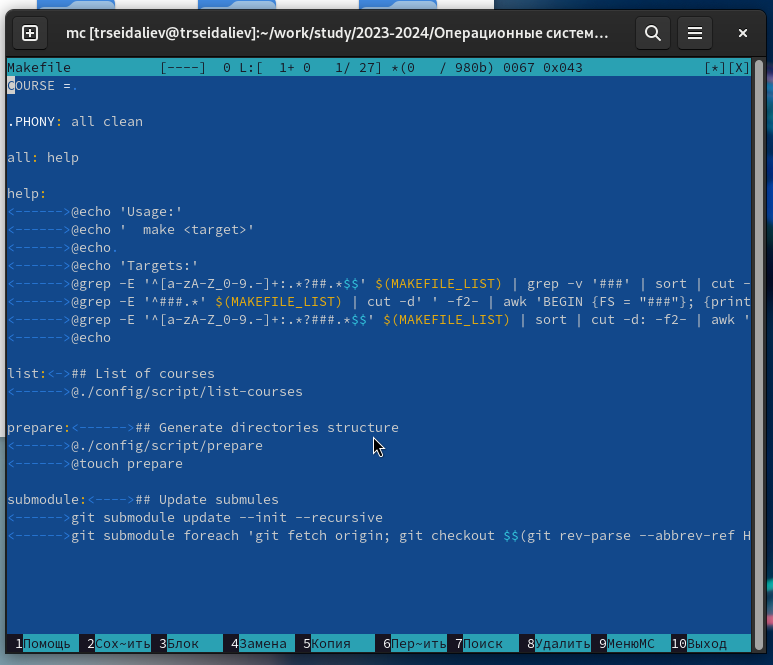 mc [trseidaliev@trseidaliev]:~/work/study/2023-2024/Операционные систем…
Makefile [----] 0 L:[ 1+ 0 1/ 27] *(0 / 980b) 0067 0x043 [*][X]
COURSE =.
.PHONY: all clean
all: help
help:
<------>@echo 'Usage:'
<------>@echo '  make <target>'
<------>@echo.
<------>@echo 'Targets:'
<------>@grep -E '^[a-zA-Z_0-9.-]+:.*?##.*$$' $(MAKEFILE_LIST) | grep -v '###' | sort | cut -
<------>@grep -E '^###.*' $(MAKEFILE_LIST) | cut -d' ' -f2- | awk 'BEGIN {FS = "###"}; {print
<------>@grep -E '^[a-zA-Z_0-9.-]+:.*?###.*$$' $(MAKEFILE_LIST) | sort | cut -d: -f2- | awk '
<------>@echo
list:<->## List of courses
<------>@./config/script/list-courses
prepare:<------>## Generate directories structure
<------>@./config/script/prepare
<------>@touch prepare
submodule:<---->## Update submules
<------>git submodule update --init --recursive
<------>git submodule foreach 'git fetch origin; git checkout $$(git rev-parse --abbrev-ref H
1Помощь 2Сох~ить 3Блок 4Замена 5Копия 6Пер~ить 7Поиск 8Удалить 9МенюMC 10Выход